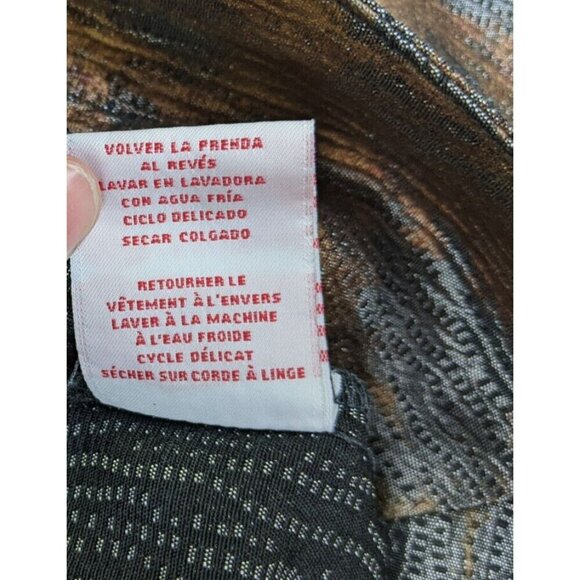 VOLVER LA PRENDA
AL REVÉS
LAVAR EN LAVADORA
CON AGUA FRÍA
CICLO DELICADO
SECAR COLGADO
RETOURNER LE
VÊTEMENT À L'ENVERS
LAVER À LA MACHINE
À L'EAU FROIDE
CYCLE DÉLICAT
SÉCHER SUR CORDE À LINGE